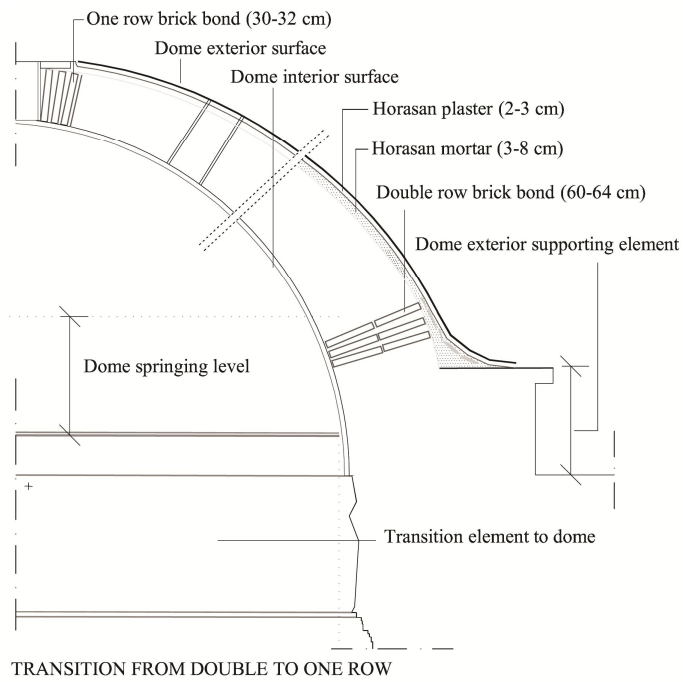 One row brick bond (30-32 cm)
Dome exterior surface
Dome interior surface
Horasan plaster (2-3 cm)
Horasan mortar (3-8 cm)
Double row brick bond (60-64 cm)
Dome exterior supporting element
Dome springing level
Transition element to dome
TRANSITION FROM DOUBLE TO ONE ROW